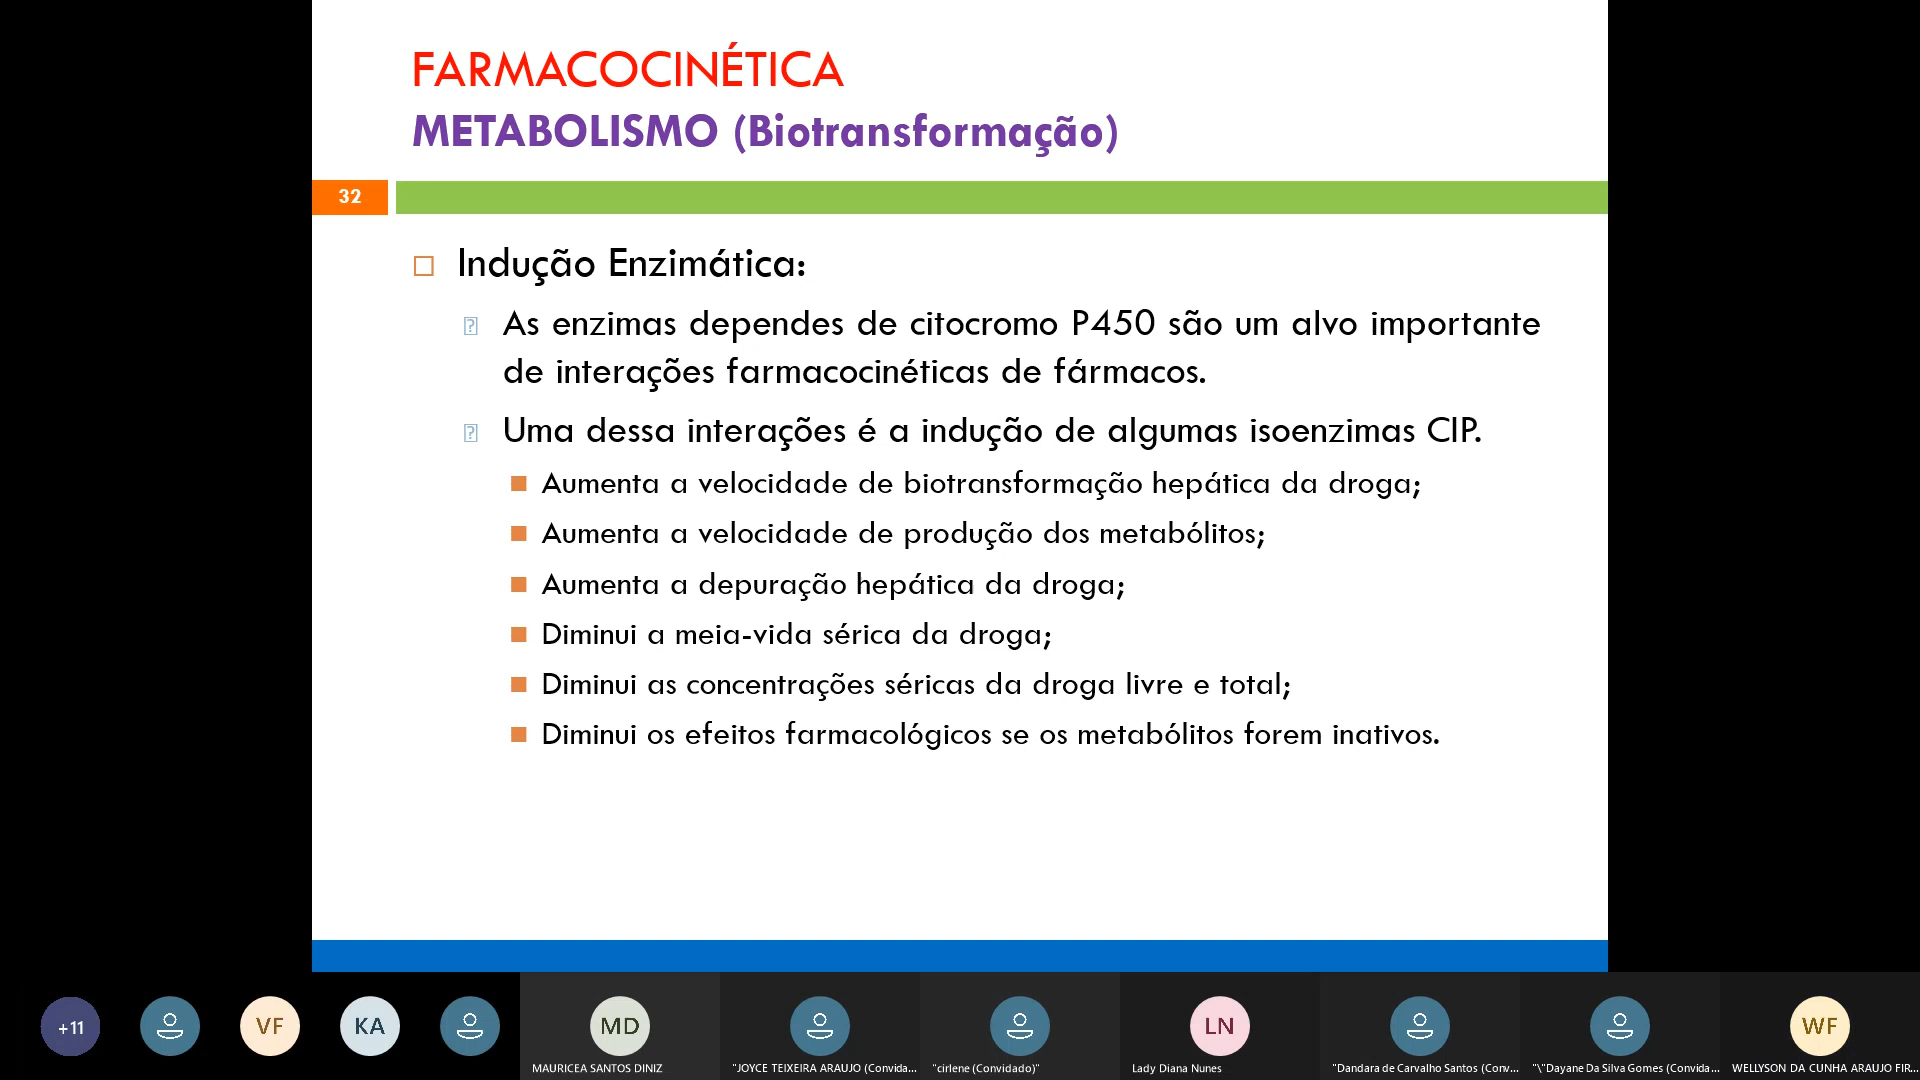 FARMACOCINÉTICA
METABOLISMO (Biotransformação)
32
Indução Enzimática:
As enzimas dependes de citocromo P450 são um alvo importante
de interações farmacocinéticas de fármacos.
Uma dessa interações é a indução de algumas isoenzimas CIP.
Aumenta a velocidade de biotransformação hepática da droga;
Aumenta a velocidade de produção dos metabólitos;
Aumenta a depuração hepática da droga;
Diminui a meia-vida sérica da droga;
Diminui as concentrações séricas da droga livre e total;
Diminui os efeitos farmacológicos se os metabólitos forem inativos.
+11
VF
KA
MD
LN
WF
MAURICEA SANTOS DINIZ
"JOYCE TEIXEIRA ARAUJO (Convida...
"cirlene (Convidado)"
Lady Diana Nunes
"Dandara de Carvalho Santos (Conv...
"\"Dayane Da Silva Gomes (Convida...
WELLYSON DA CUNHA ARAUJO FIR...